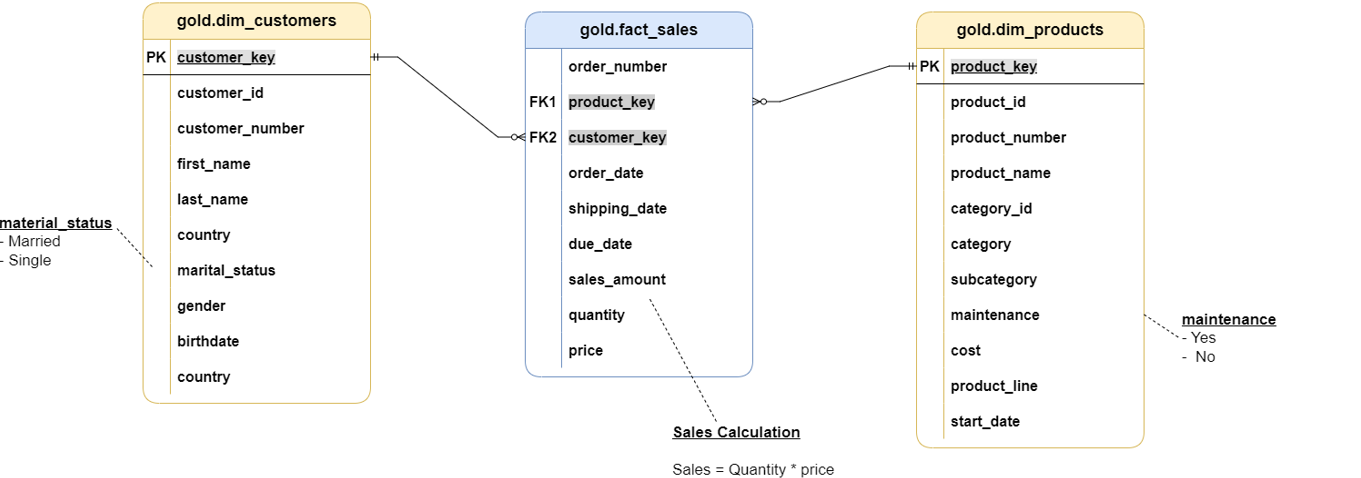 gold.dim_customers
PK customer_key
customer_id
customer_number
first_name
last_name
country
marital_status
gender
birthdate
country
material_status
- Married
- Single
gold.fact_sales
order_number
FK1 product_key
FK2 customer_key
order_date
shipping_date
due_date
sales_amount
quantity
price
Sales Calculation
Sales = Quantity * price
gold.dim_products
PK product_key
product_id
product_number
product_name
category_id
category
subcategory
maintenance
cost
product_line
start_date
maintenance
- Yes
- No